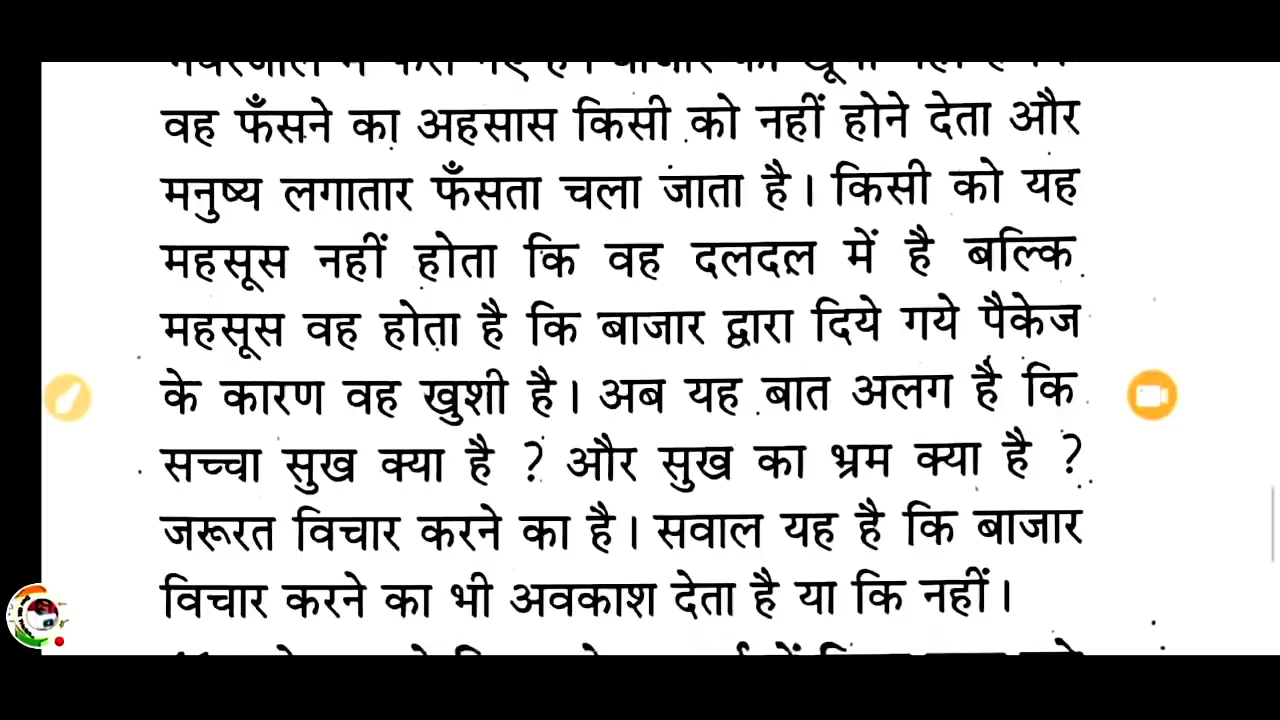 वह फँसने का अहसास किसी को नहीं होने देता और
मनुष्य लगातार फँसता चला जाता है। किसी को यह
महसूस नहीं होता कि वह दलदल में है बल्कि
महसूस वह होता है कि बाजार द्वारा दिये गये पैकेज
के कारण वह खुशी है। अब यह बात अलग है कि
सच्चा सुख क्या है ? और सुख का भ्रम क्या है ?
जरूरत विचार करने का है। सवाल यह है कि बाजार
विचार करने का भी अवकाश देता है या कि नहीं।